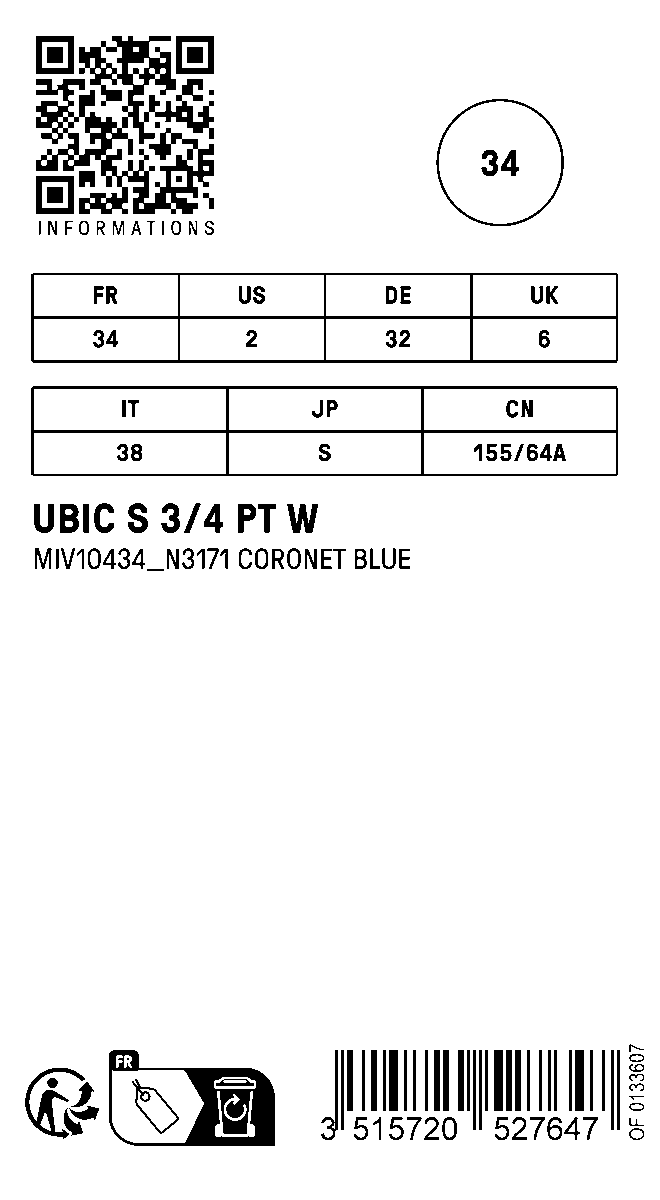 INFORMATIONS
34
FR US DE UK
34 2 32 6
IT JP CN
38 S 155/64A
UBIC S 3/4 PT W
MIV10434_N3171 CORONET BLUE
FR
3 515720 527647
OF 0133607